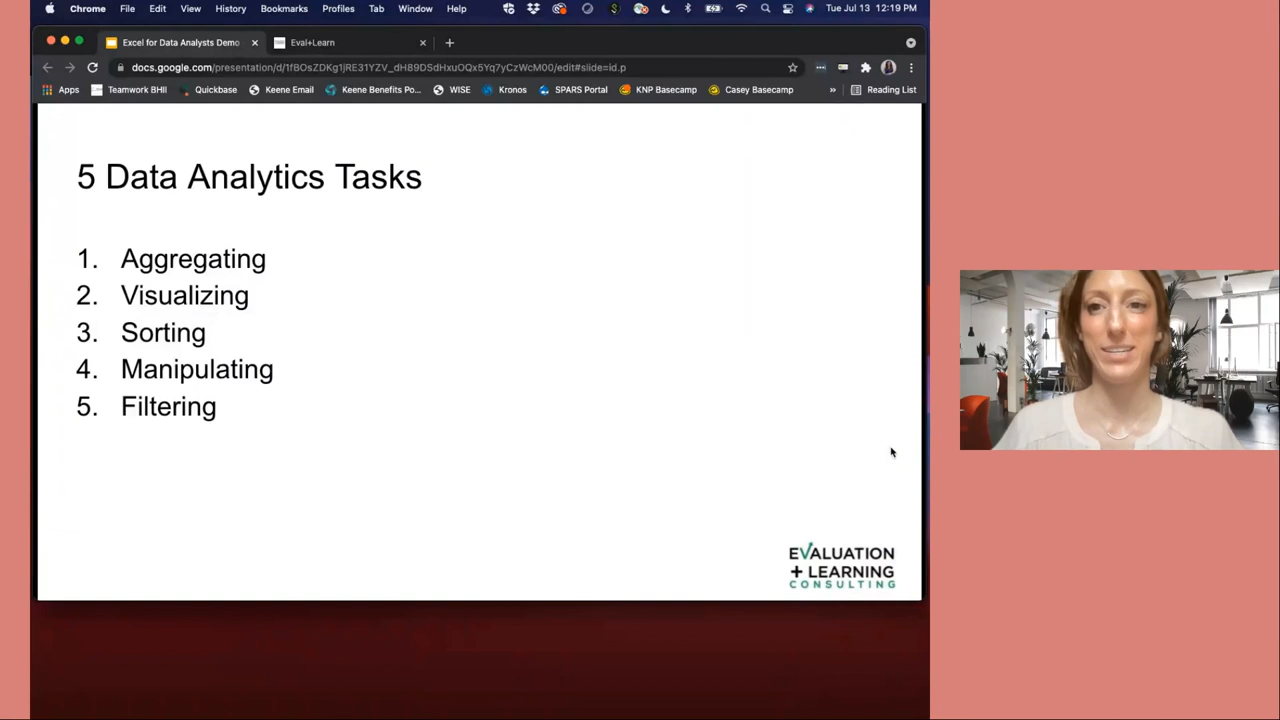 Chrome File Edit View History Bookmarks Profiles Tab Window Help Tue Jul 13 12:19 PM
Excel for Data Analysts Demo Eval+Learn
docs.google.com/presentation/d/1fBOsZDKg1jRE31YZV_dH89DSdHxuOQx5Yq7yCzWcM00/edit#slide=id.p
Apps Teamwork BHII Quickbase Keene Email Keene Benefits Po... WISE Kronos SPARS Portal KNP Basecamp Casey Basecamp » Reading List
5 Data Analytics Tasks
1. Aggregating
2. Visualizing
3. Sorting
4. Manipulating
5. Filtering
EVALUATION
+ LEARNING
CONSULTING